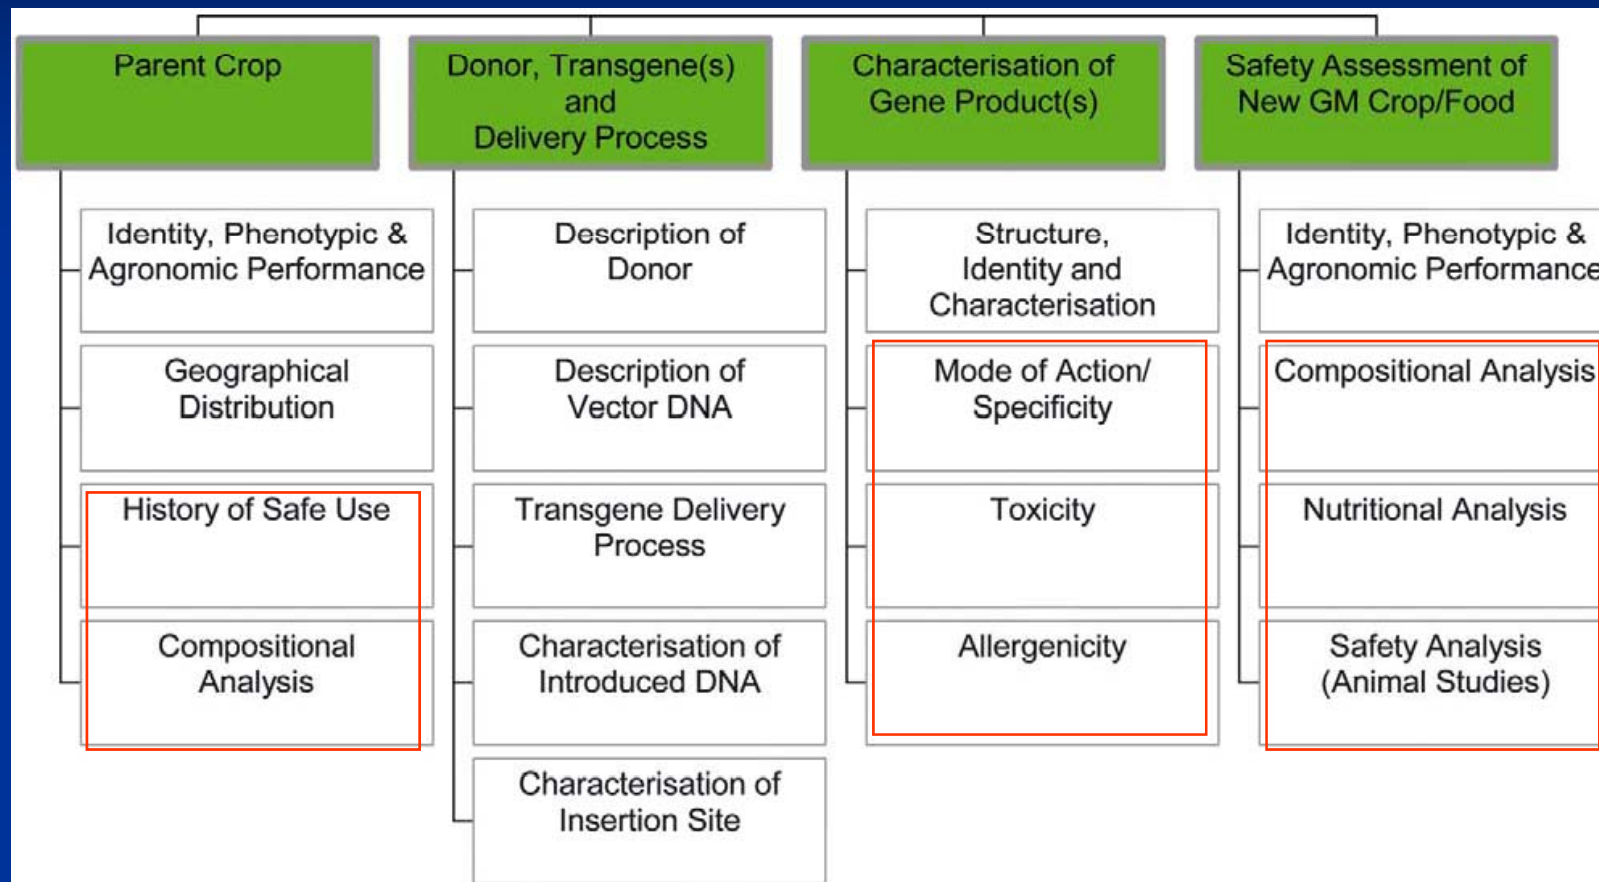 Parent Crop
Identity, Phenotypic &
Agronomic Performance
Geographical
Distribution
History of Safe Use
Compositional
Analysis
Donor, Transgene(s)
and
Delivery Process
Description of
Donor
Description of
Vector DNA
Transgene Delivery
Process
Characterisation of
Introduced DNA
Characterisation of
Insertion Site
Characterisation of
Gene Product(s)
Structure,
Identity and
Characterisation
Mode of Action/
Specificity
Toxicity
Allergenicity
Safety Assessment of
New GM Crop/Food
Identity, Phenotypic &
Agronomic Performance
Compositional Analysis
Nutritional Analysis
Safety Analysis
(Animal Studies)